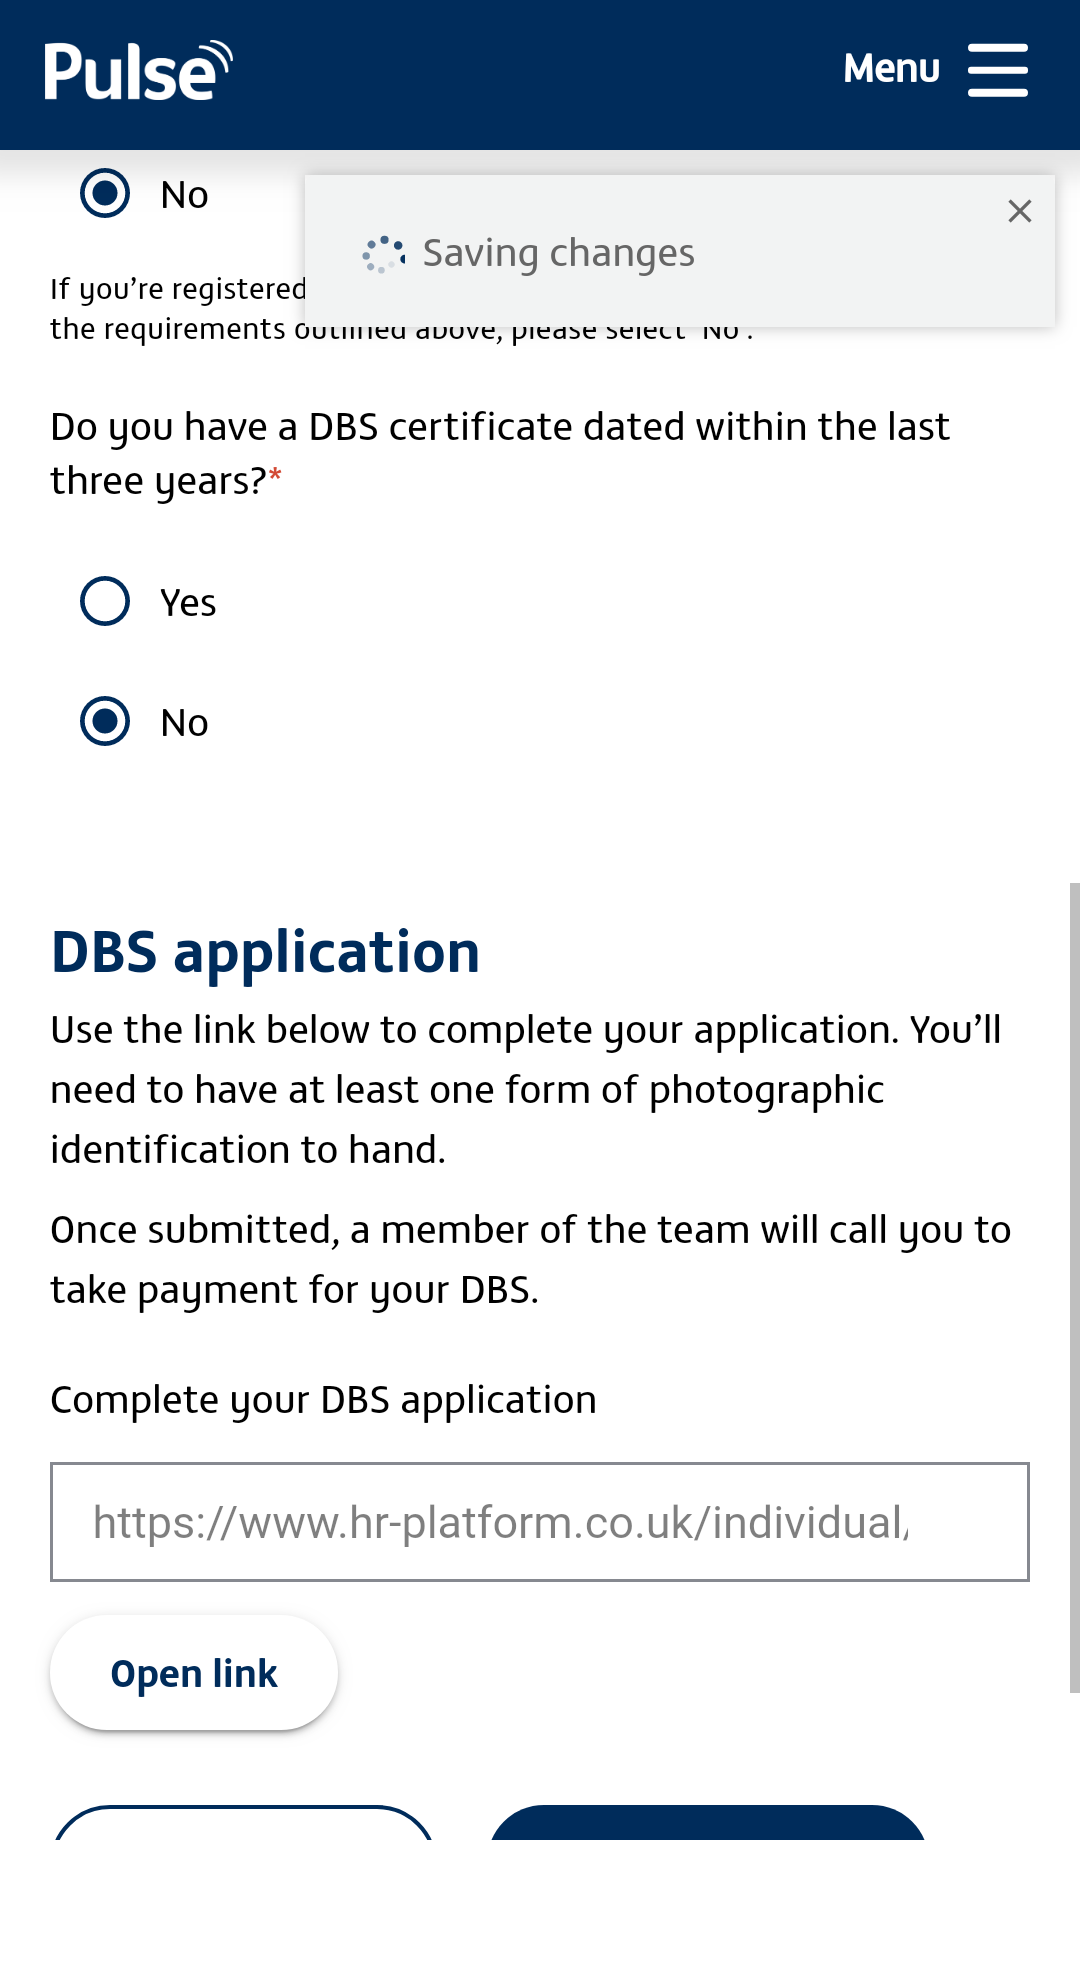 Pulse
Menu
No
Saving changes
If you’re registered
the requirements outlined above, please select ‘No’.
Do you have a DBS certificate dated within the last
three years?*
Yes
No
DBS application
Use the link below to complete your application. You’ll
need to have at least one form of photographic
identification to hand.
Once submitted, a member of the team will call you to
take payment for your DBS.
Complete your DBS application
https://www.hr-platform.co.uk/individual/
Open link